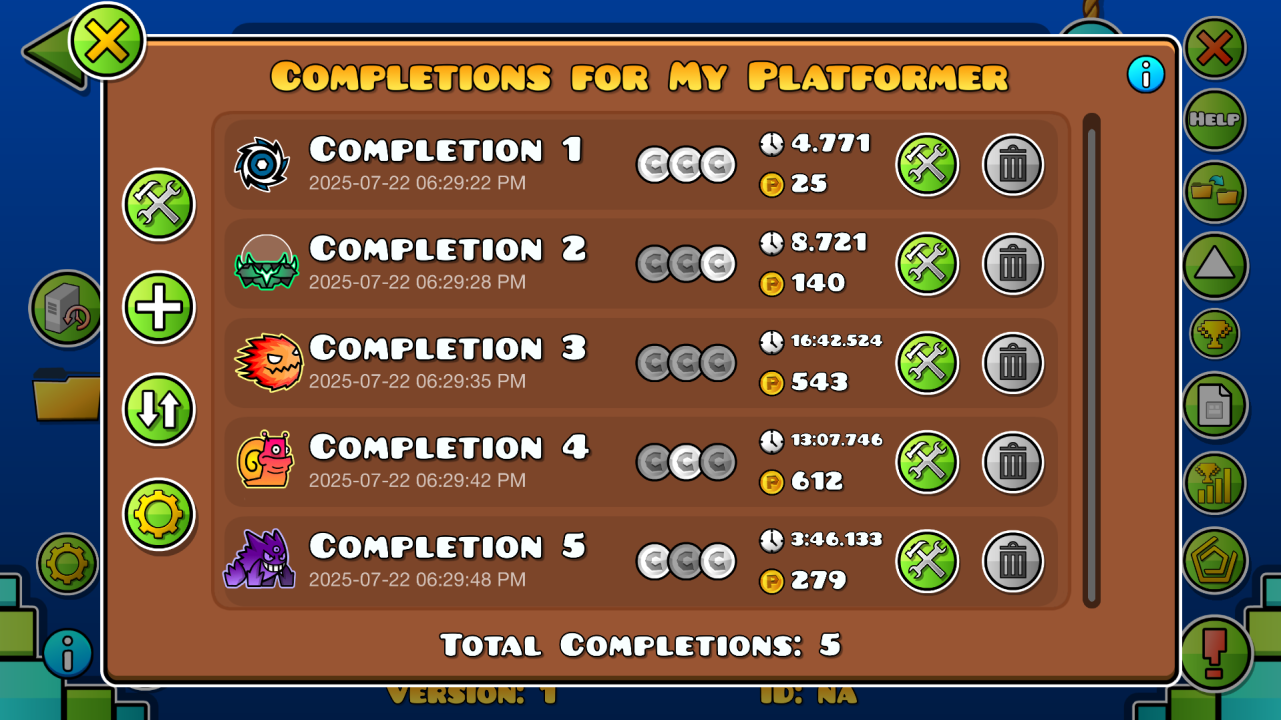 Completions for My Platformer
Help
Completion 1
2025-07-22 06:29:22 PM
C C C
4.771
P 25
Completion 2
2025-07-22 06:29:28 PM
C C C
8.721
P 140
Completion 3
2025-07-22 06:29:35 PM
C C C
16:42.524
P 543
Completion 4
2025-07-22 06:29:42 PM
C C C
13:07.746
P 612
Completion 5
2025-07-22 06:29:48 PM
C C C
3:46.133
P 279
Total Completions: 5
Version: 1
ID: NA